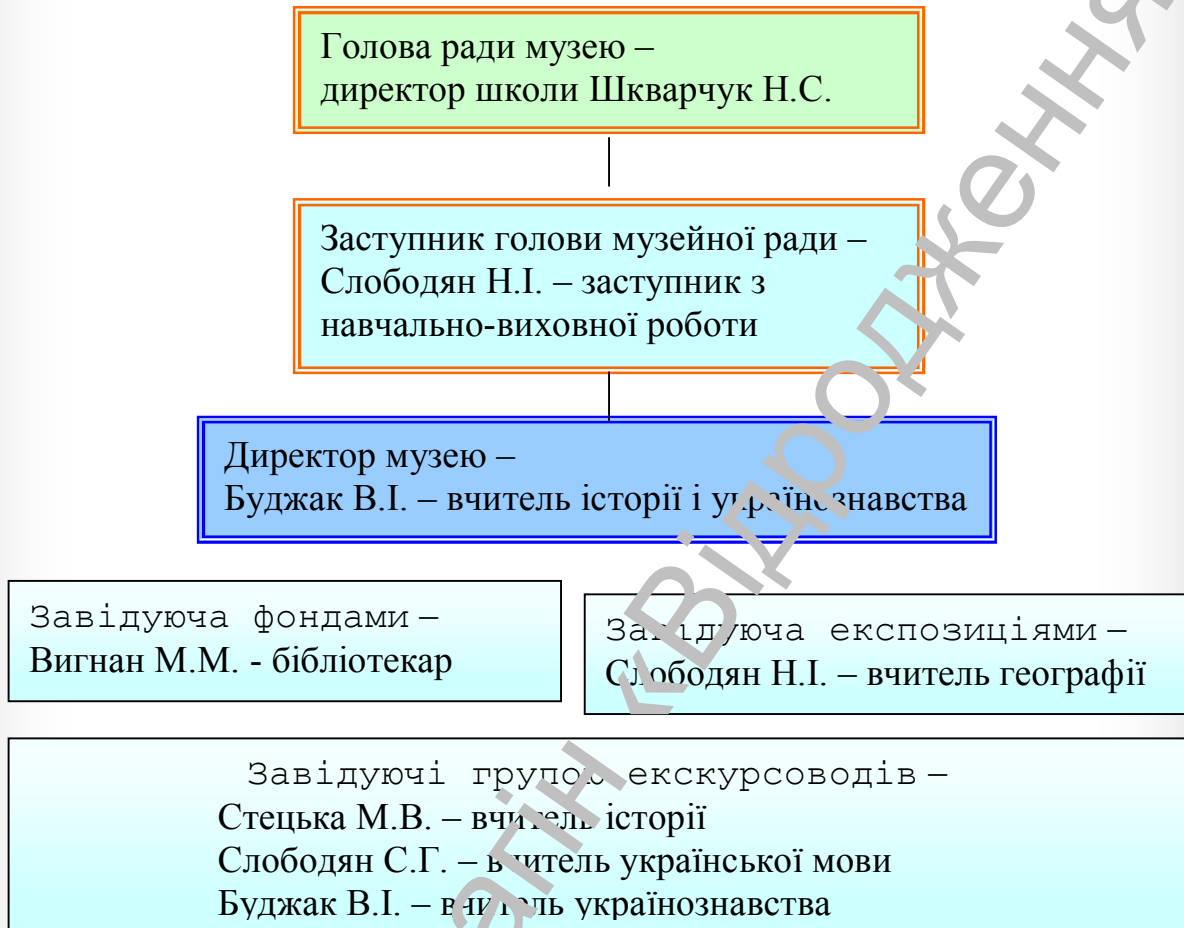 Голова ради музею –
директор школи Шкварчук Н.С.
Заступник голови музейної ради –
Слободян Н.І. – заступник з
навчально-виховної роботи
Директор музею –
Буджак В.І. – вчитель історії і українознавства
Завідуюча фондами –
Вигнан М.М. - бібліотекар
Завідуюча експозиціями –
Слободян Н.І. – вчитель географії
Завідуючі групою екскурсоводів –
Стецька М.В. – вчитель історії
Слободян С.Г. – вчитель української мови
Буджак В.І. – вчитель українознавства
«Відродження